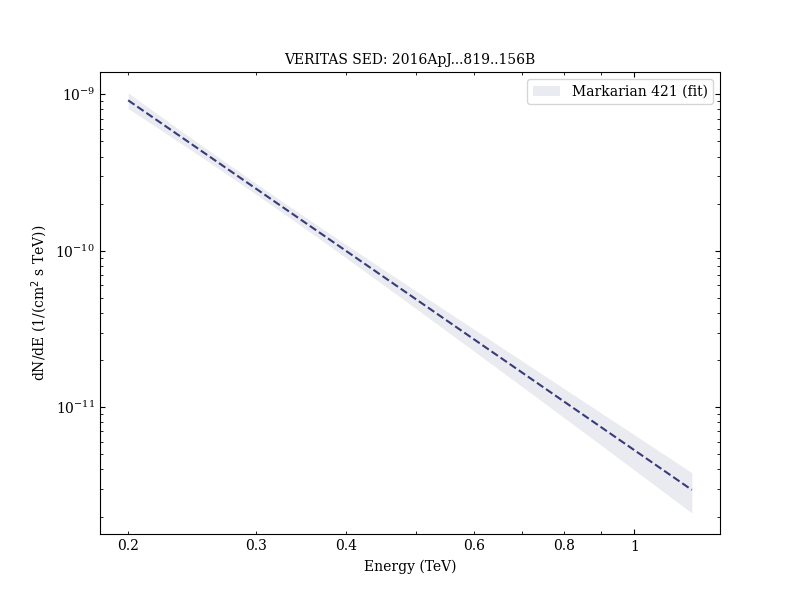 VERITAS SED: 2016ApJ...819..156B
Markarian 421 (fit)
10⁻⁹
10⁻¹⁰
10⁻¹¹
dN/dE (1/(cm² s TeV))
0.2 0.3 0.4 0.6 0.8 1
Energy (TeV)